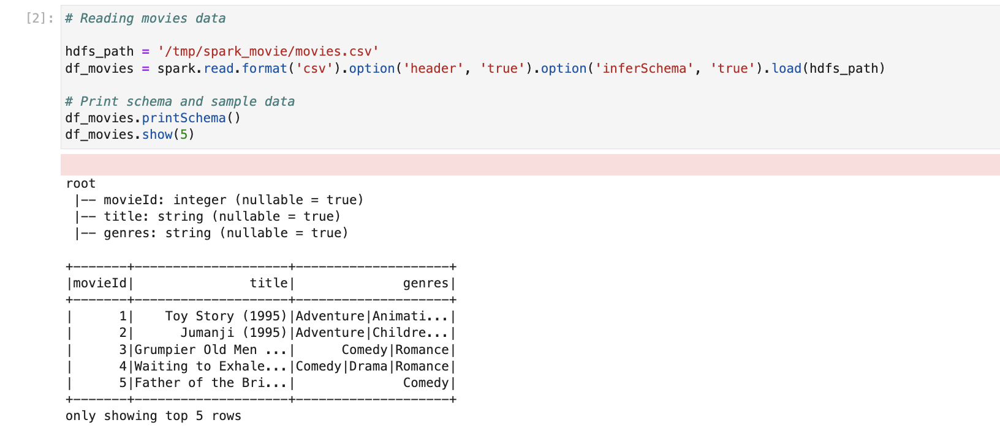 [2]: # Reading movies data
hdfs_path = '/tmp/spark_movie/movies.csv'
df_movies = spark.read.format('csv').option('header', 'true').option('inferSchema', 'true').load(hdfs_path)
# Print schema and sample data
df_movies.printSchema()
df_movies.show(5)
root
 |-- movieId: integer (nullable = true)
 |-- title: string (nullable = true)
 |-- genres: string (nullable = true)
+-------+--------------------+--------------------+
|movieId|               title|              genres|
+-------+--------------------+--------------------+
|      1|    Toy Story (1995)|Adventure|Animati...|
|      2|      Jumanji (1995)|Adventure|Childre...|
|      3|Grumpier Old Men ...|      Comedy|Romance|
|      4|Waiting to Exhale...|Comedy|Drama|Romance|
|      5|Father of the Bri...|              Comedy|
+-------+--------------------+--------------------+
only showing top 5 rows